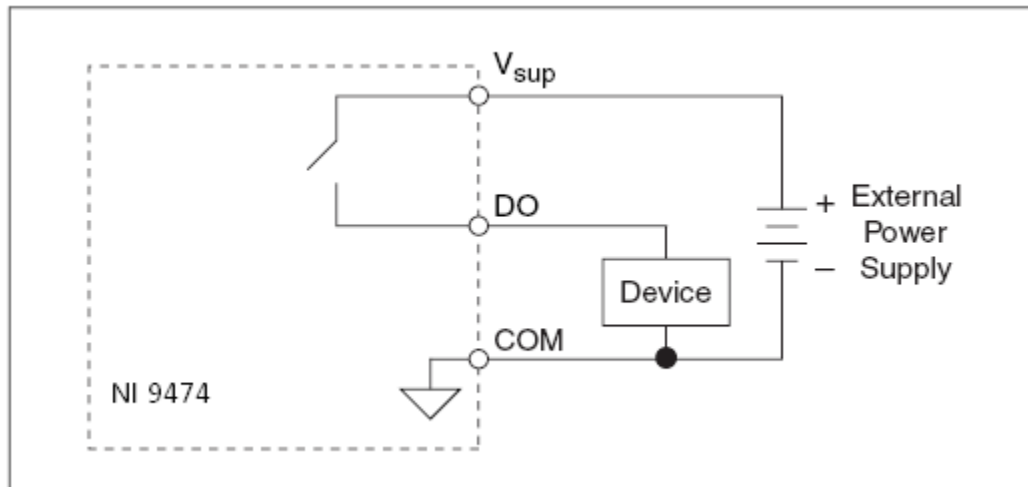 Vsup
DO
+ External
Power
– Supply
Device
COM
NI 9474